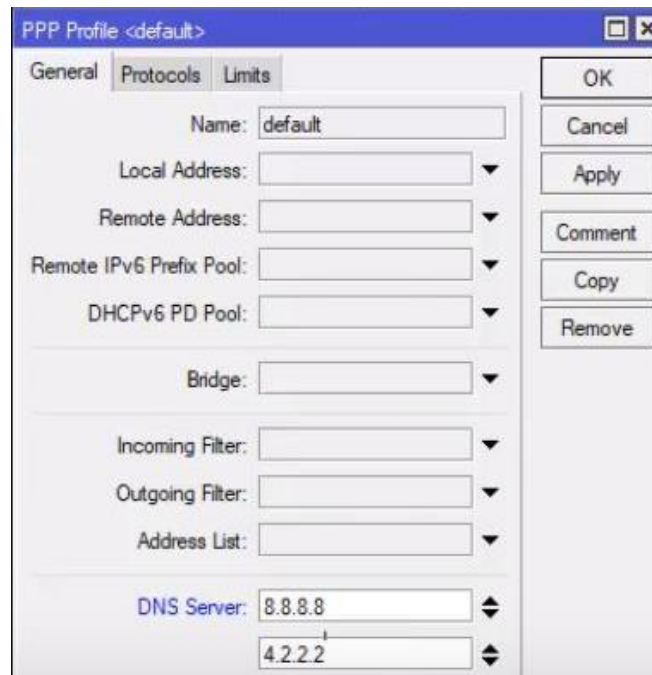 PPP Profile <default>
General Protocols Limits
OK
Name: default
Cancel
Local Address:
Apply
Remote Address:
Comment
Remote IPv6 Prefix Pool:
Copy
DHCPv6 PD Pool:
Remove
Bridge:
Incoming Filter:
Outgoing Filter:
Address List:
DNS Server: 8.8.8.8
4.2.2.2